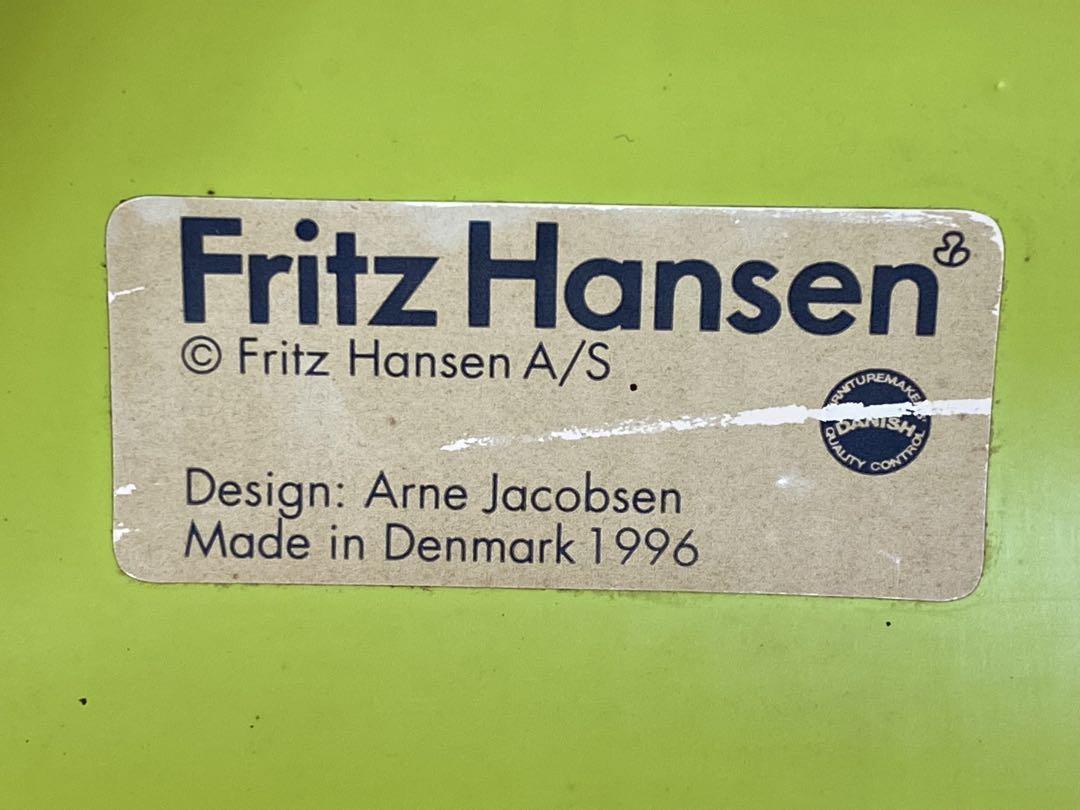 Fritz Hansen
© Fritz Hansen A/S
DANISH
QUALITY CONTROL
Design: Arne Jacobsen
Made in Denmark 1996